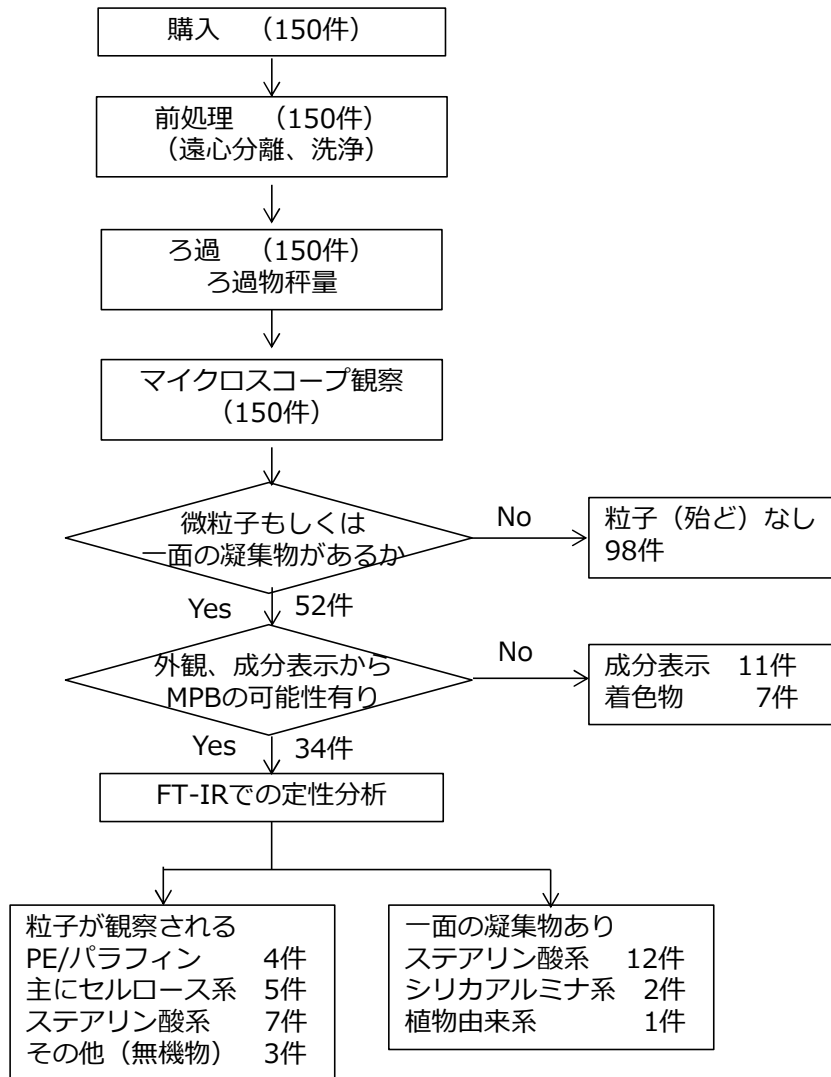 購入 （150件）
前処理 （150件）
（遠心分離、洗浄）
ろ過 （150件）
ろ過物秤量
マイクロスコープ観察
（150件）
微粒子もしくは
一面の凝集物があるか
No
粒子（殆ど）なし
98件
Yes 52件
外観、成分表示から
MPBの可能性有り
No
成分表示 11件
着色物 7件
Yes 34件
FT-IRでの定性分析
粒子が観察される
PE/パラフィン 4件
主にセルロース系 5件
ステアリン酸系 7件
その他（無機物） 3件
一面の凝集物あり
ステアリン酸系 12件
シリカアルミナ系 2件
植物由来系 1件